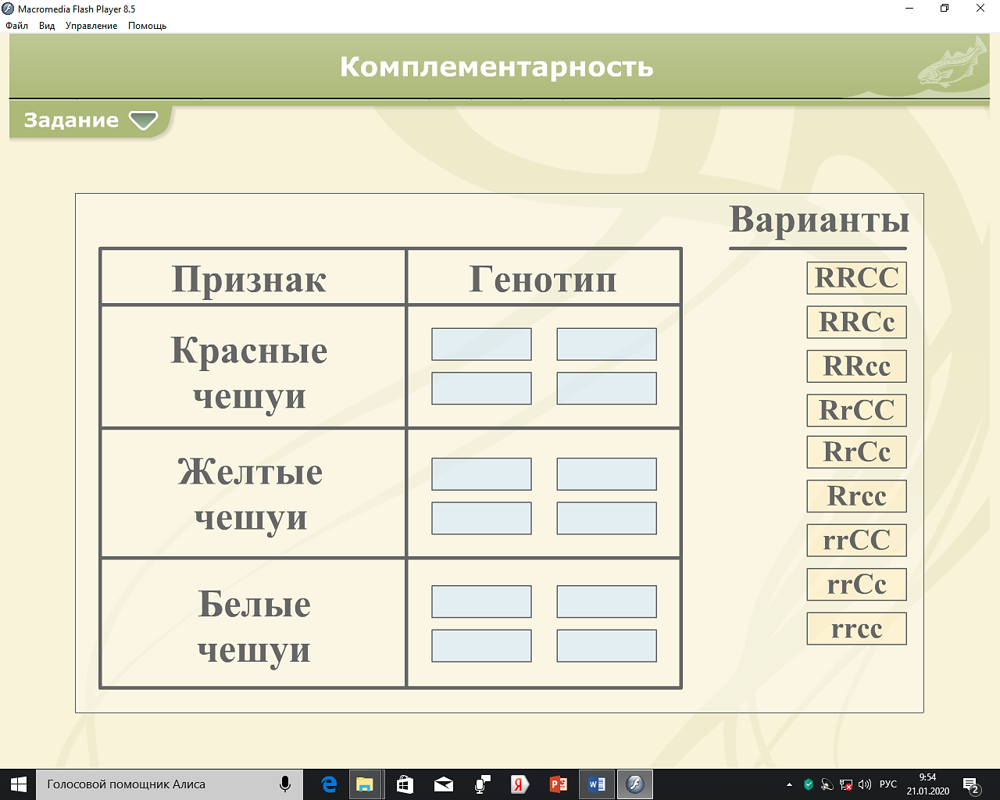 Macromedia Flash Player 8.5
Файл Вид Управление Помощь
Комплементарность
Задание
Варианты
Признак Генотип
Красные
чешуи
Желтые
чешуи
Белые
чешуи
RRCC
RRCc
RRcc
RrCC
RrCc
Rrcc
rrCC
rrCc
rrcc
Голосовой помощник Алиса
РУС
9:54
21.01.2020
2